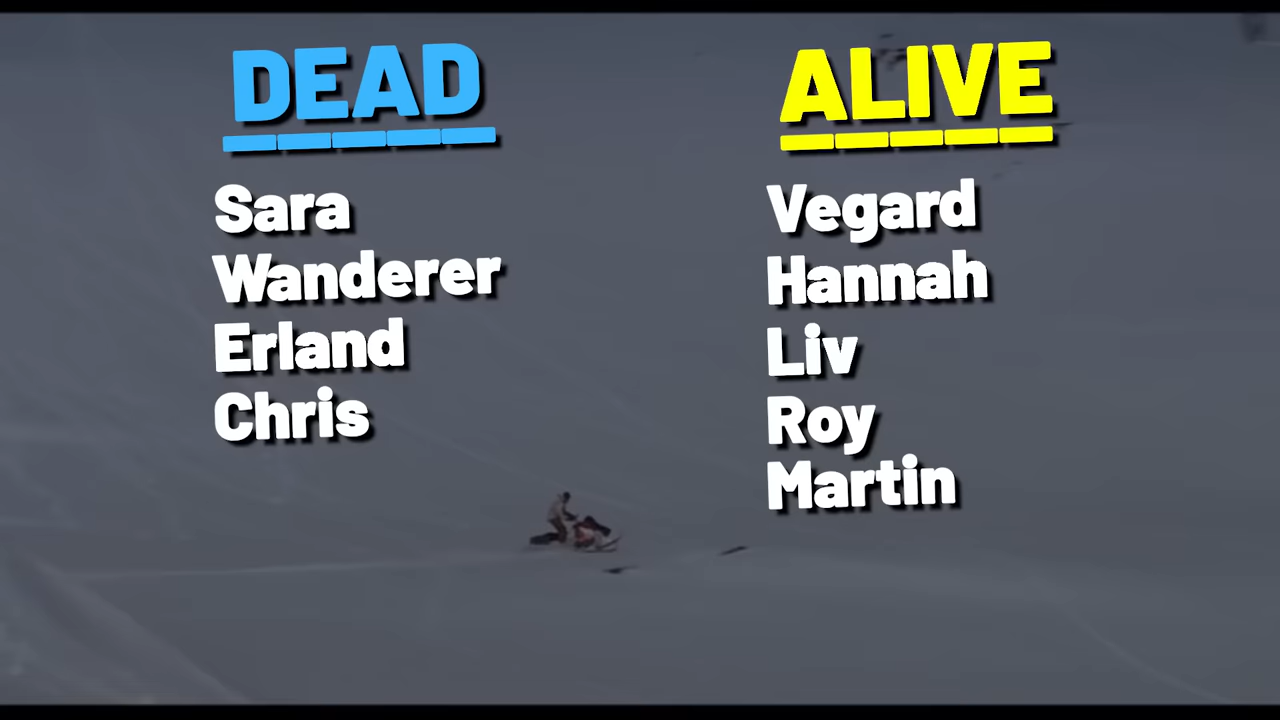 DEAD
Sara
Wanderer
Erland
Chris
ALIVE
Vegard
Hannah
Liv
Roy
Martin